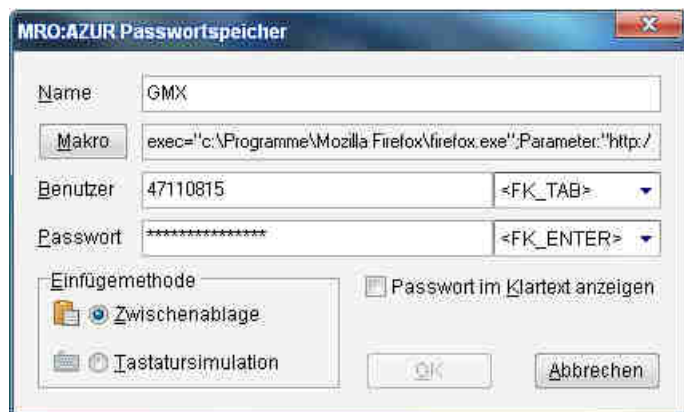 MRO:AZUR Passwortspeicher
Name GMX
Makro exec="c:\Programme\Mozilla Firefox\firefox.exe";Parameter:"http:/
Benutzer 47110815 <FK_TAB>
Passwort *************** <FK_ENTER>
Einfügemethode
Passwort im Klartext anzeigen
Zwischenablage
Tastatursimulation
OK Abbrechen